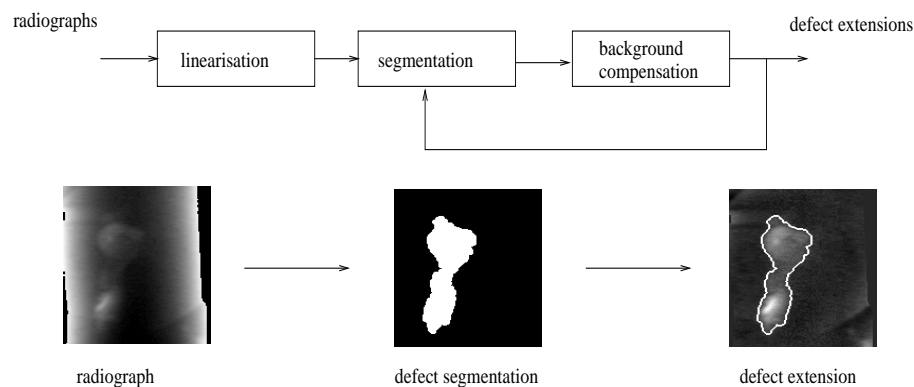 radiographs
defect extensions
linearisation
segmentation
background
compensation
radiograph
defect segmentation
defect extension